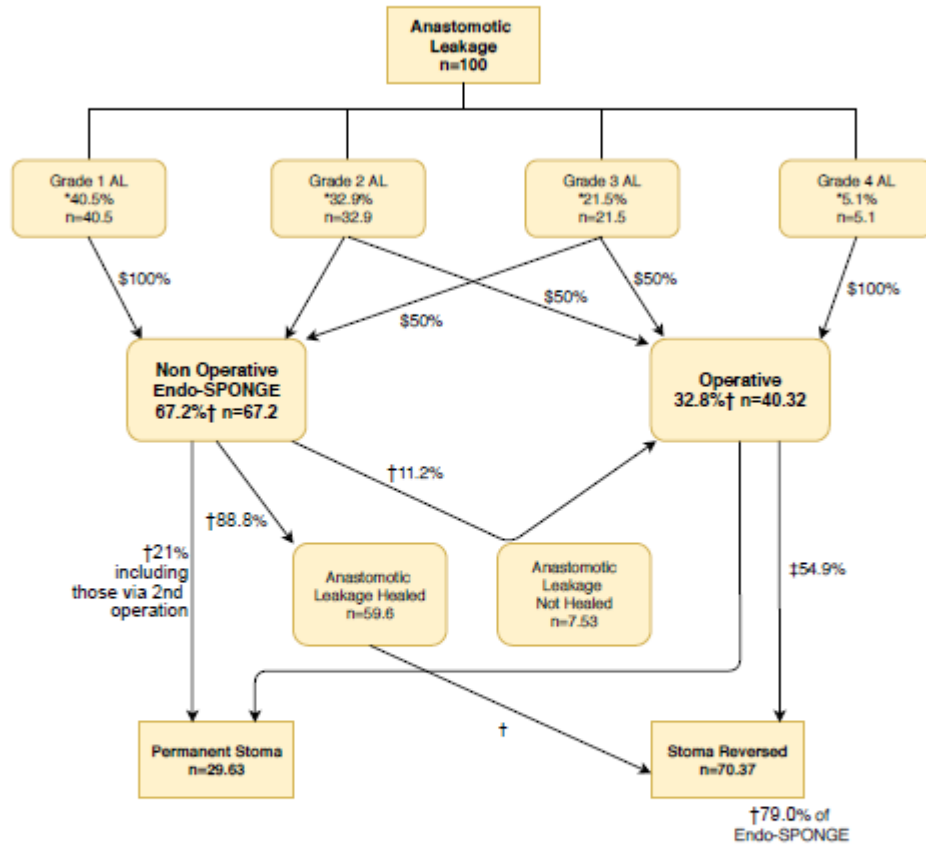 Anastomotic
Leakage
n=100
Grade 1 AL
*40.5%
n=40.5
Grade 2 AL
*32.9%
n=32.9
Grade 3 AL
*21.5%
n=21.5
Grade 4 AL
*5.1%
n=5.1
$100%
$50%
$50%
$50%
$100%
Non Operative
Endo-SPONGE
67.2%† n=67.2
Operative
32.8%† n=40.32
†11.2%
†88.8%
†21%
including
those via 2nd
operation
Anastomotic
Leakage Healed
n=59.6
Anastomotic
Leakage
Not Healed
n=7.53
‡54.9%
†
Permanent Stoma
n=29.63
Stoma Reversed
n=70.37
†79.0% of
Endo-SPONGE